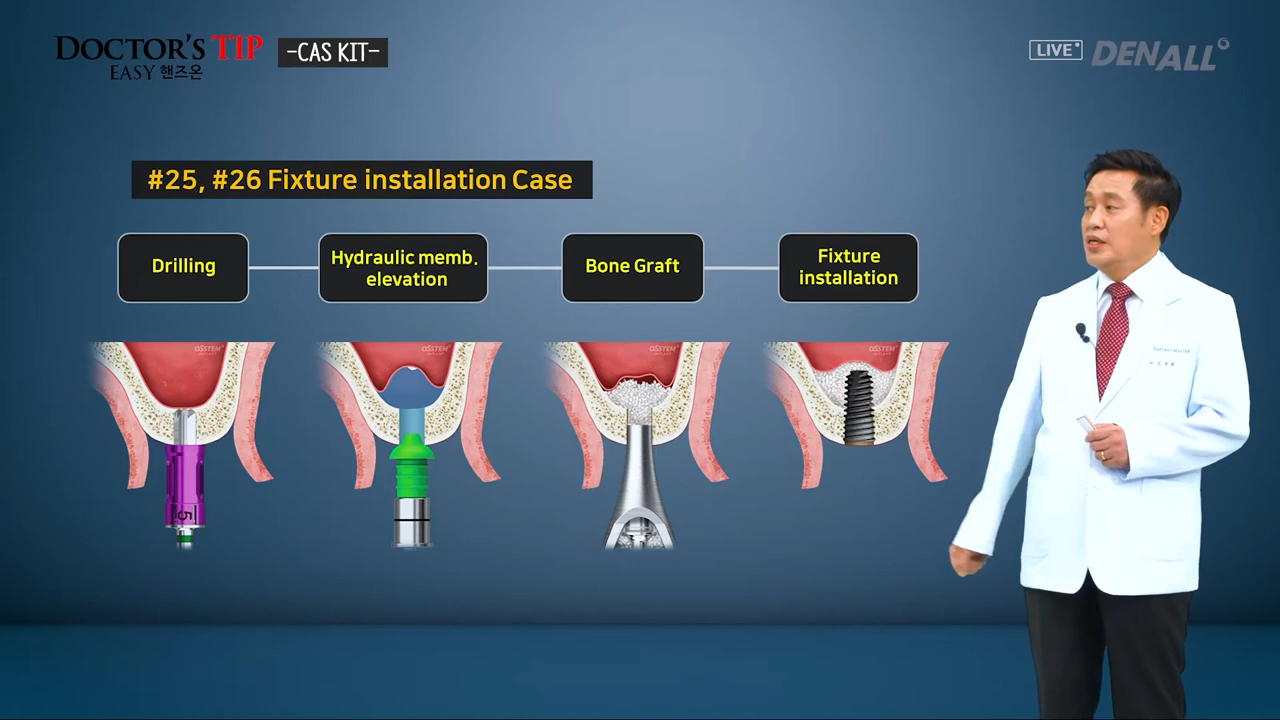 DOCTOR'S TIP
EASY 핸즈온
-CAS KIT-
LIVE
DENALL
#25, #26 Fixture installation Case
Drilling
Hydraulic memb.
elevation
Bone Graft
Fixture
installation
OSSTEM
OSSTEM
OSSTEM
OSSTEM